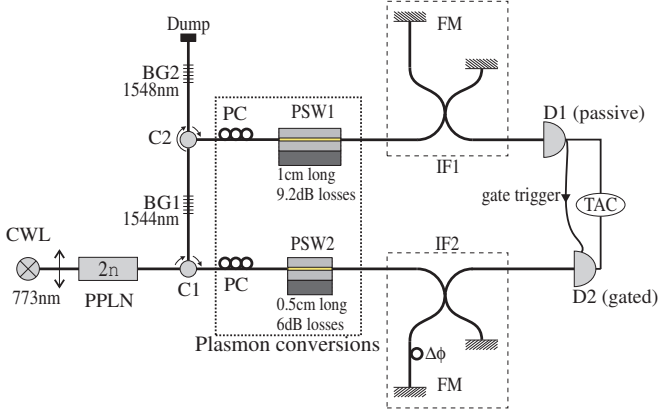 Dump
BG2
1548nm
FM
PC
PSW1
D1 (passive)
C2
1cm long
9.2dB losses
IF1
BG1
1544nm
gate trigger
TAC
CWL
PSW2
IF2
2n
773nm
PPLN
C1
PC
0.5cm long
6dB losses
D2 (gated)
Plasmon conversions
Δϕ
FM